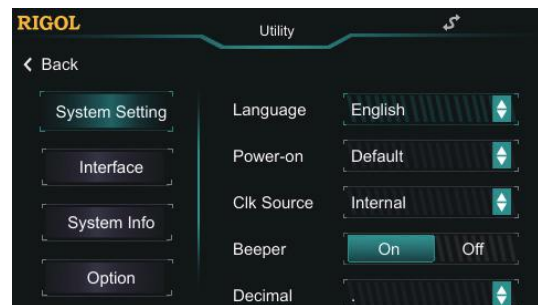 RIGOL
Utility
Back
System Setting
Interface
System Info
Option
Language English
Power-on Default
Clk Source Internal
Beeper On Off
Decimal .